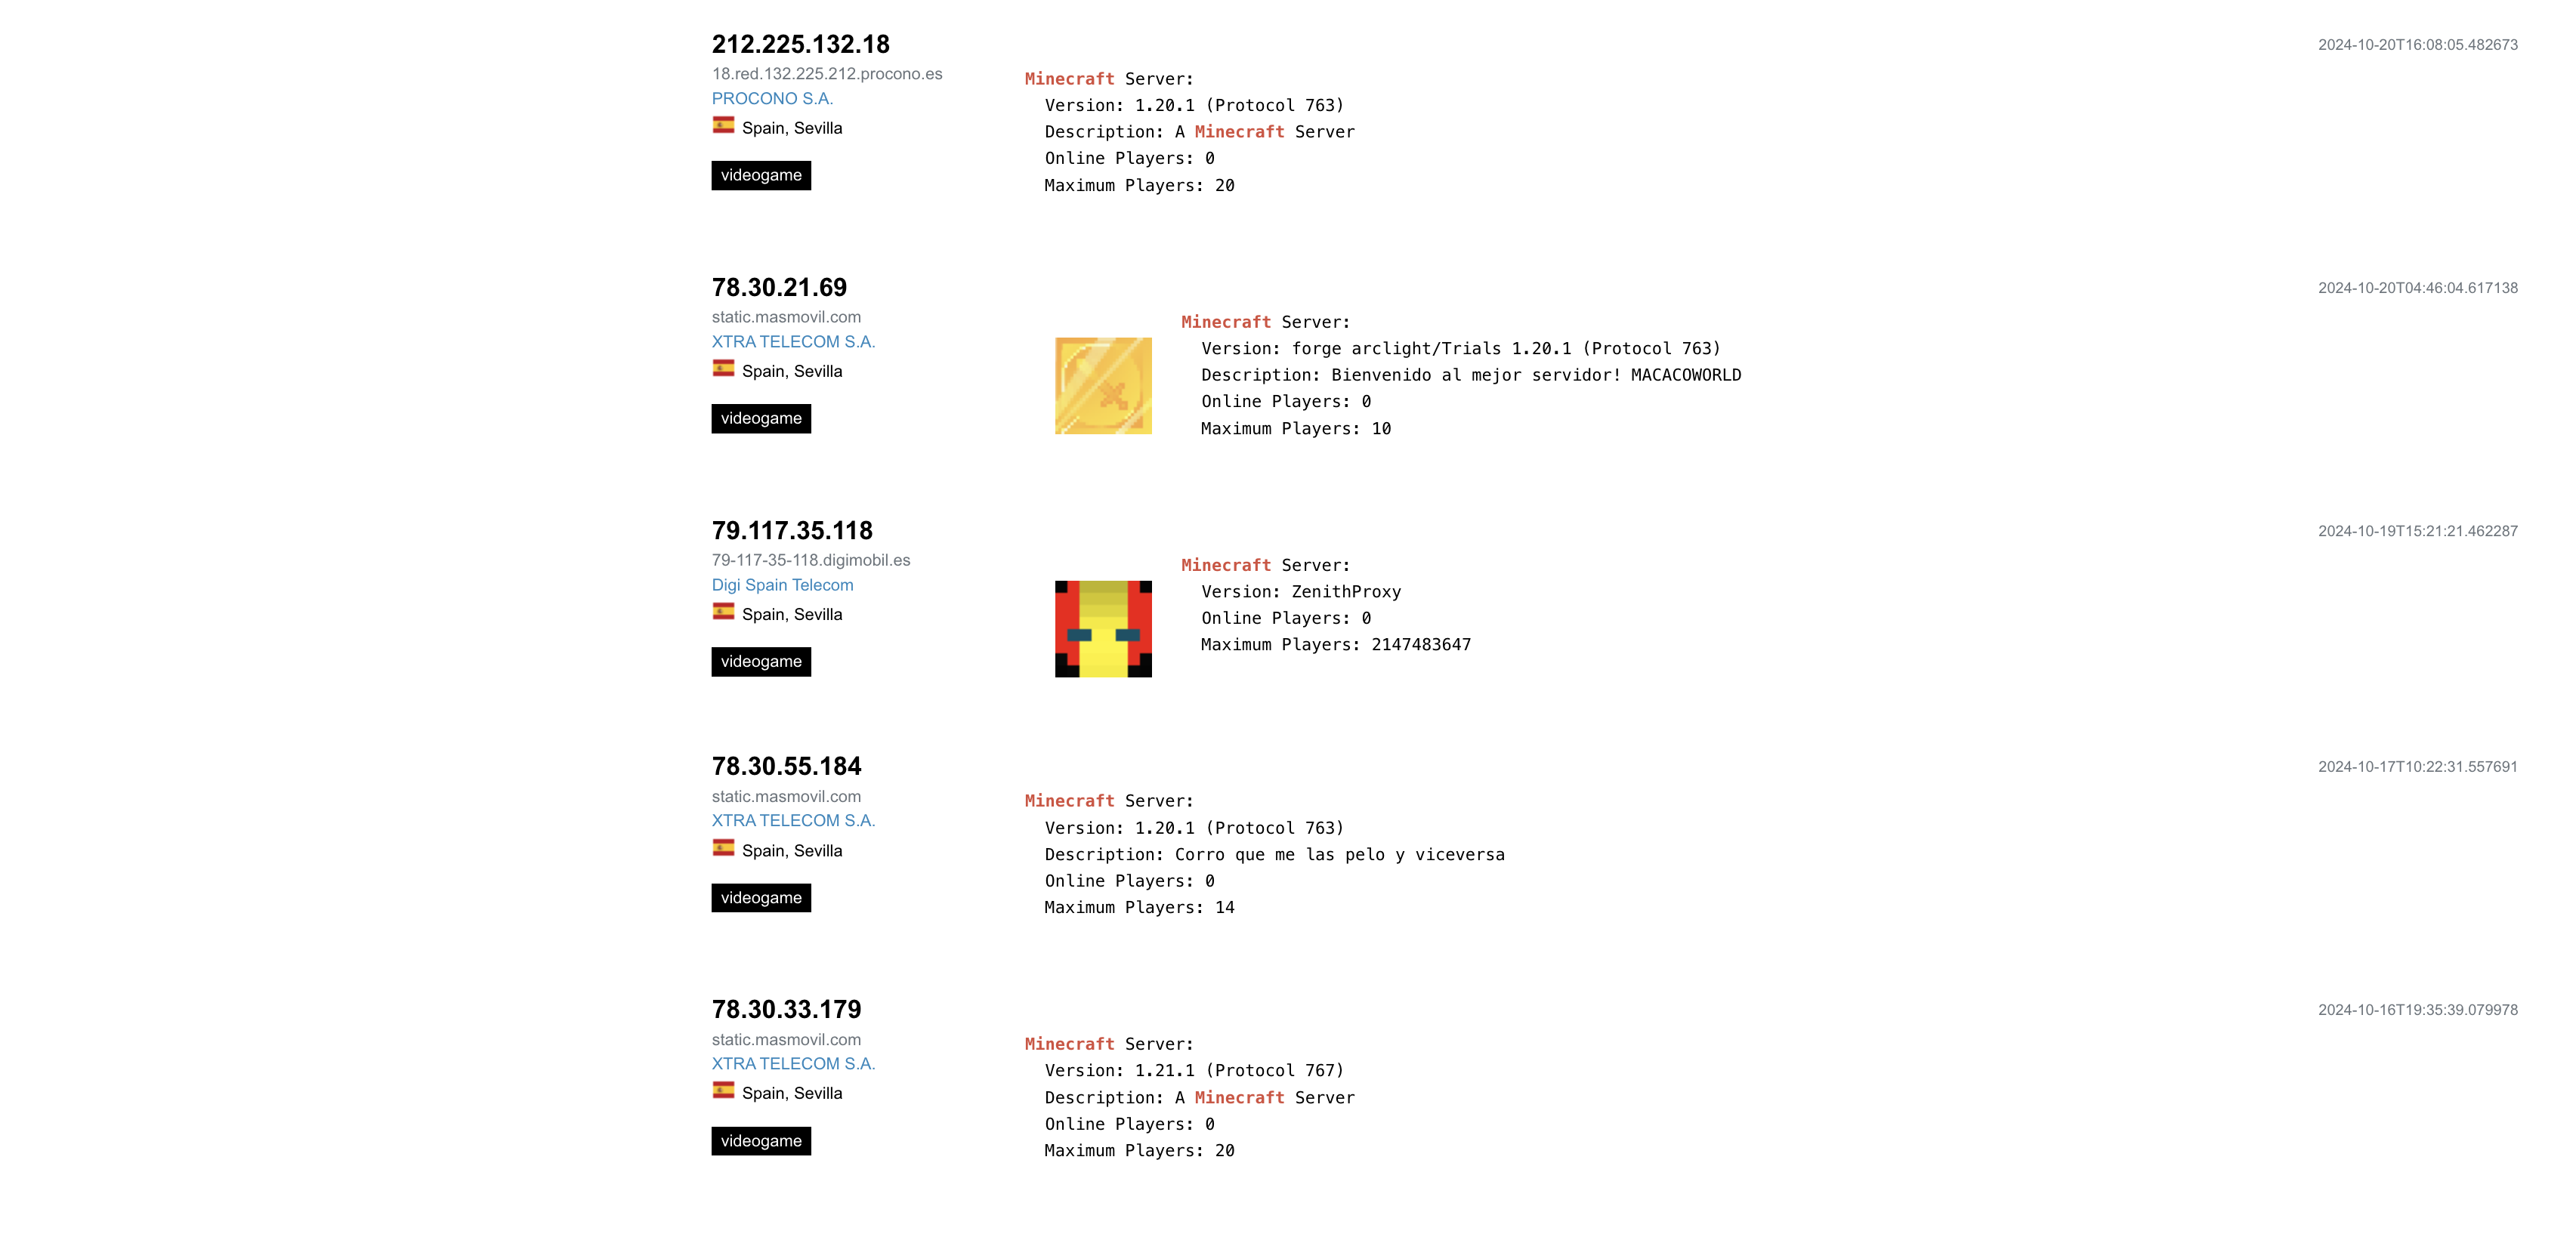 212.225.132.18
2024-10-20T16:08:05.482673
18.red.132.225.212.procono.es
PROCONO S.A.
Spain, Sevilla
videogame
Minecraft Server:
Version: 1.20.1 (Protocol 763)
Description: A Minecraft Server
Online Players: 0
Maximum Players: 20
78.30.21.69
2024-10-20T04:46:04.617138
static.masmovil.com
XTRA TELECOM S.A.
Spain, Sevilla
videogame
Minecraft Server:
Version: forge arclight/Trials 1.20.1 (Protocol 763)
Description: Bienvenido al mejor servidor! MACACOWORLD
Online Players: 0
Maximum Players: 10
79.117.35.118
2024-10-19T15:21:21.462287
79-117-35-118.digimobil.es
Digi Spain Telecom
Spain, Sevilla
videogame
Minecraft Server:
Version: ZenithProxy
Online Players: 0
Maximum Players: 2147483647
78.30.55.184
2024-10-17T10:22:31.557691
static.masmovil.com
XTRA TELECOM S.A.
Spain, Sevilla
videogame
Minecraft Server:
Version: 1.20.1 (Protocol 763)
Description: Corro que me las pelo y viceversa
Online Players: 0
Maximum Players: 14
78.30.33.179
2024-10-16T19:35:39.079978
static.masmovil.com
XTRA TELECOM S.A.
Spain, Sevilla
videogame
Minecraft Server:
Version: 1.21.1 (Protocol 767)
Description: A Minecraft Server
Online Players: 0
Maximum Players: 20